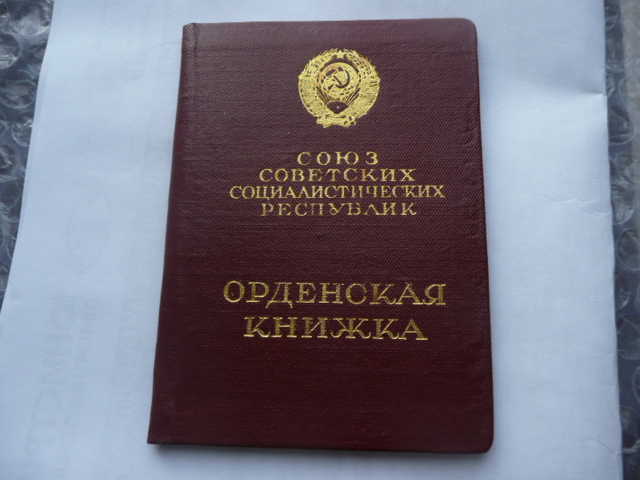 СОЮЗ
СОВЕТСКИХ
СОЦИАЛИСТИЧЕСКИХ
РЕСПУБЛИК
ОРДЕНСКАЯ
КНИЖКА